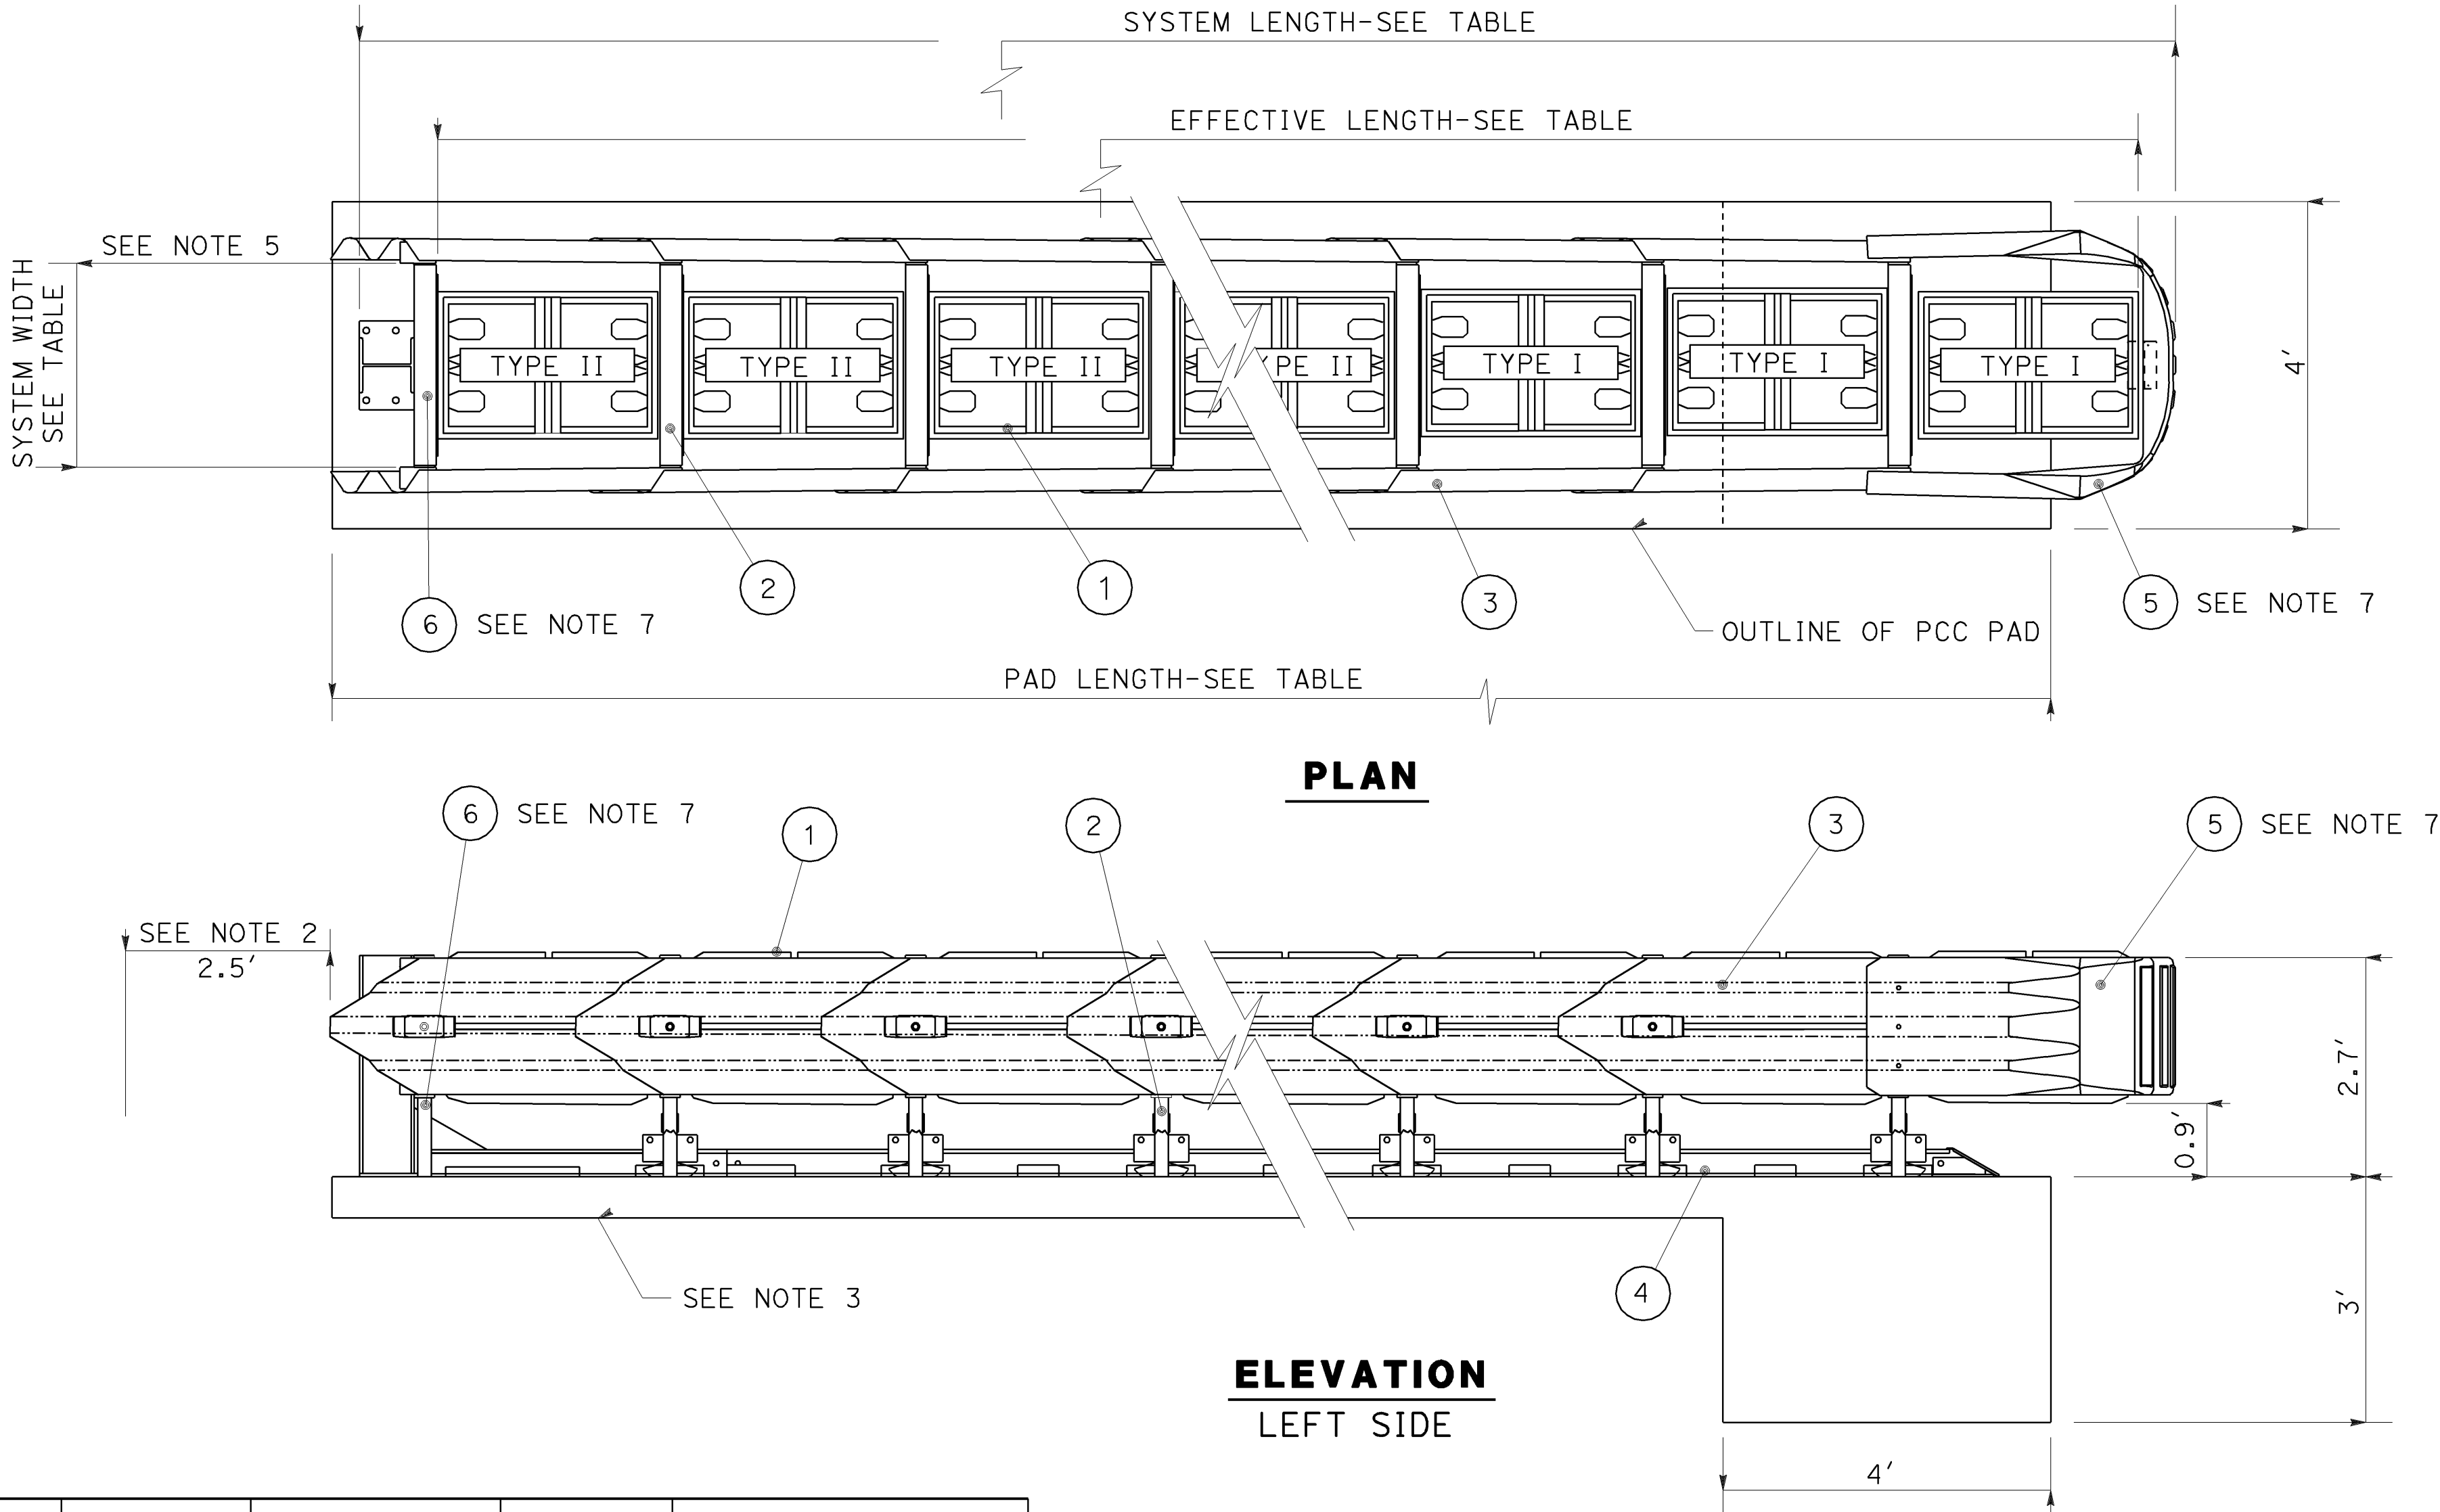 SYSTEM LENGTH-SEE TABLE
EFFECTIVE LENGTH-SEE TABLE
SEE NOTE 5
SYSTEM WIDTH
SEE TABLE
TYPE II
TYPE II
TYPE II
TYPE II
TYPE I
TYPE I
TYPE I
4'
6 SEE NOTE 7
2
1
3
5 SEE NOTE 7
OUTLINE OF PCC PAD
PAD LENGTH-SEE TABLE
PLAN
6 SEE NOTE 7
1
2
3
5 SEE NOTE 7
SEE NOTE 2
2.5'
2.7'
0.9'
SEE NOTE 3
4
3'
ELEVATION
LEFT SIDE
4'